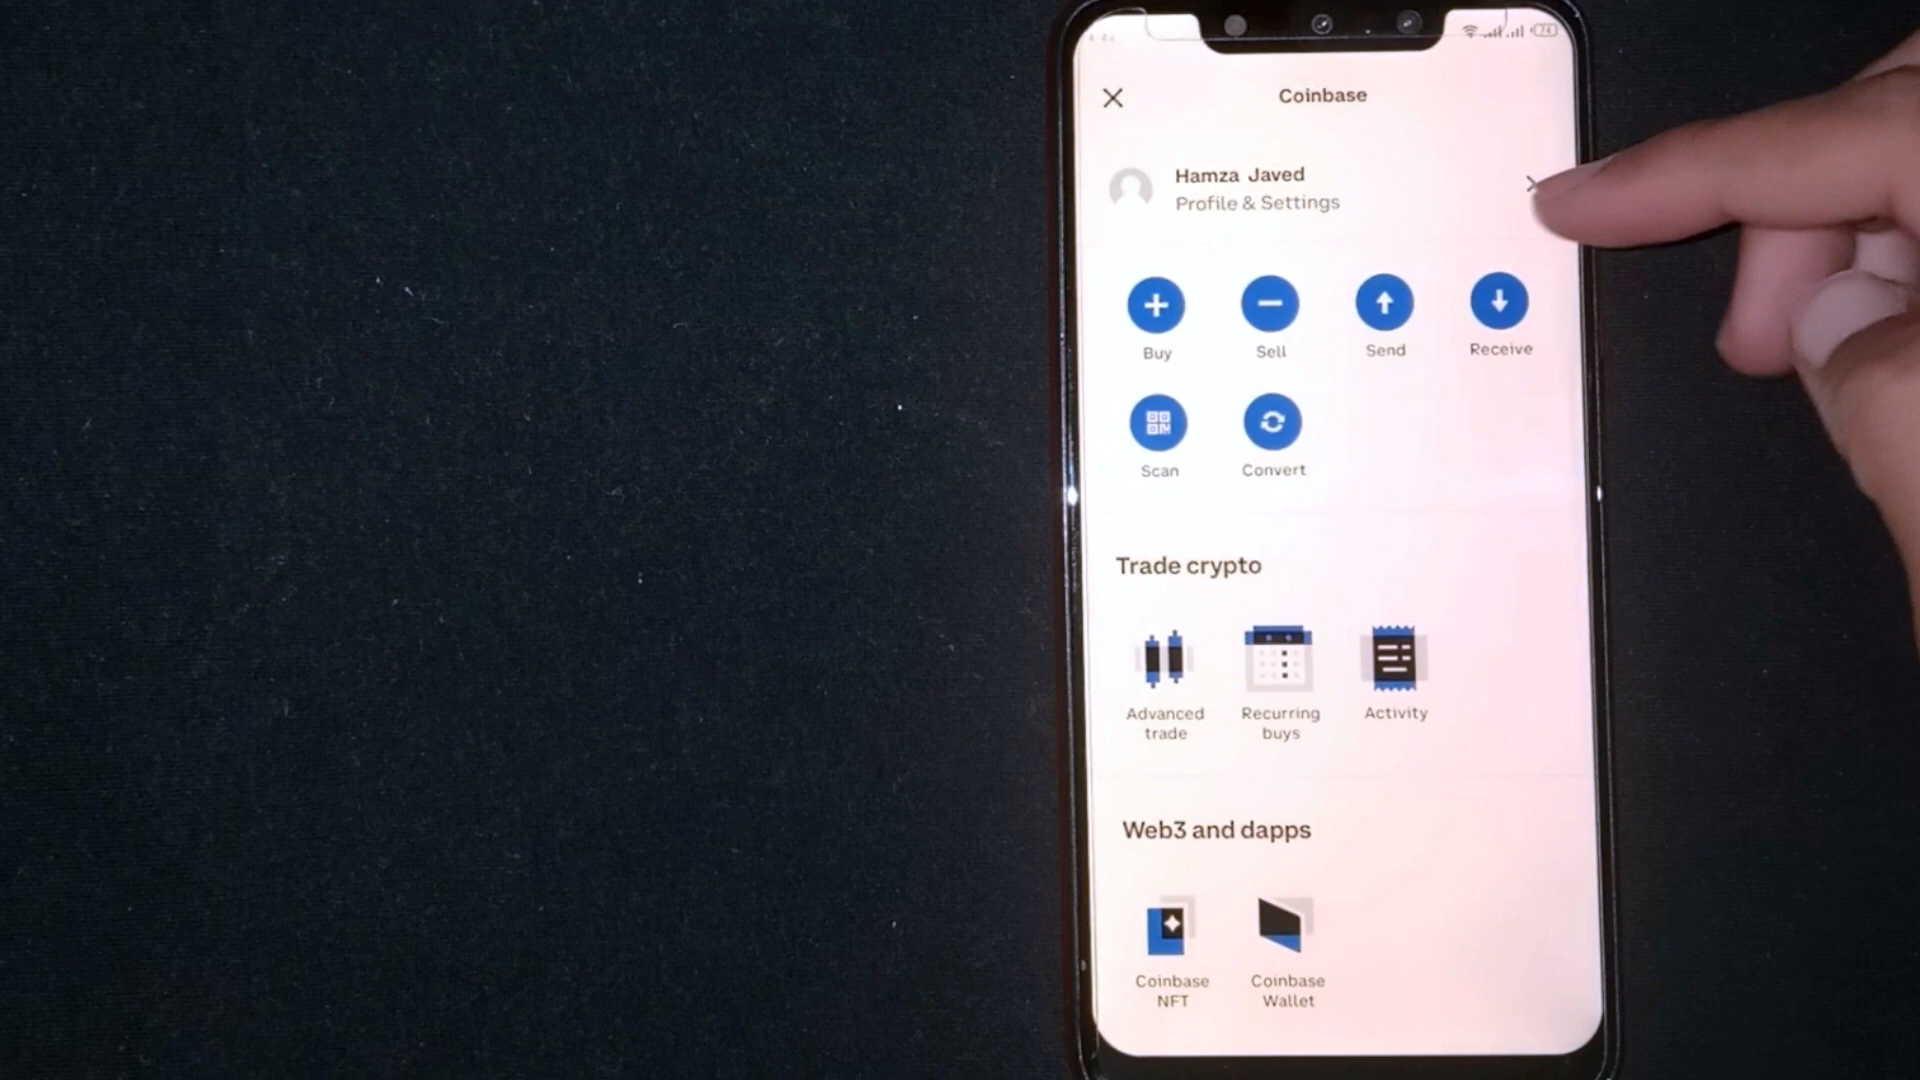 74
Coinbase
Hamza Javed
Profile & Settings
Buy
Sell
Send
Receive
Scan
Convert
Trade crypto
Advanced
trade
Recurring
buys
Activity
Web3 and dapps
Coinbase
NFT
Coinbase
Wallet